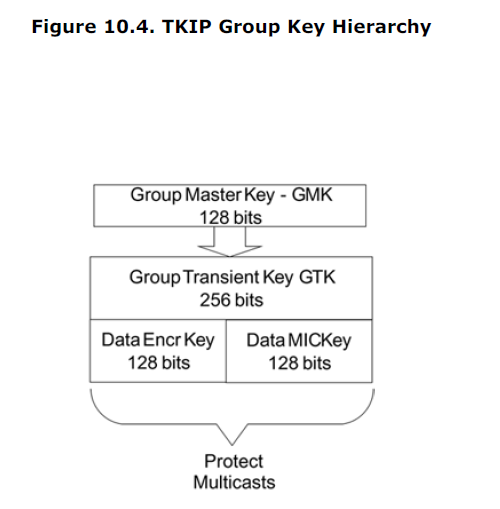 Figure 10.4. TKIP Group Key Hierarchy
Group Master Key - GMK
128 bits
Group Transient Key GTK
256 bits
Data Encr Key
128 bits
Data MICKey
128 bits
Protect
Multicasts